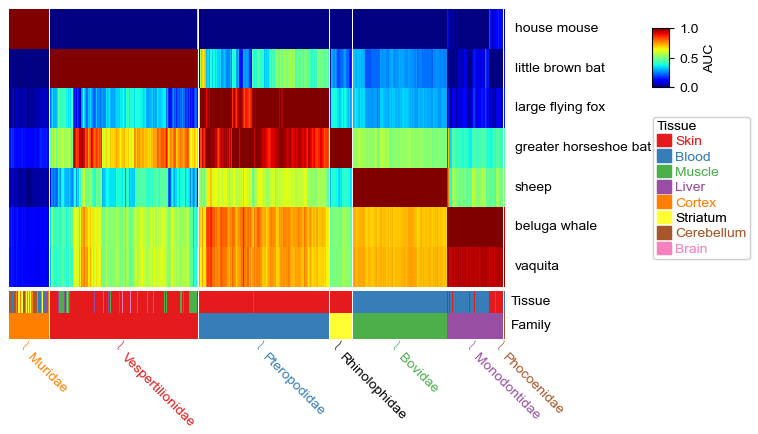 house mouse
little brown bat
large flying fox
greater horseshoe bat
sheep
beluga whale
vaquita
Tissue
Family
Muridae
Vespertilionidae
Pteropodidae
Rhinolophidae
Bovidae
Monodontidae
Phocoenidae
1.0
0.5
0.0
AUC
Tissue
Skin
Blood
Muscle
Liver
Cortex
Striatum
Cerebellum
Brain